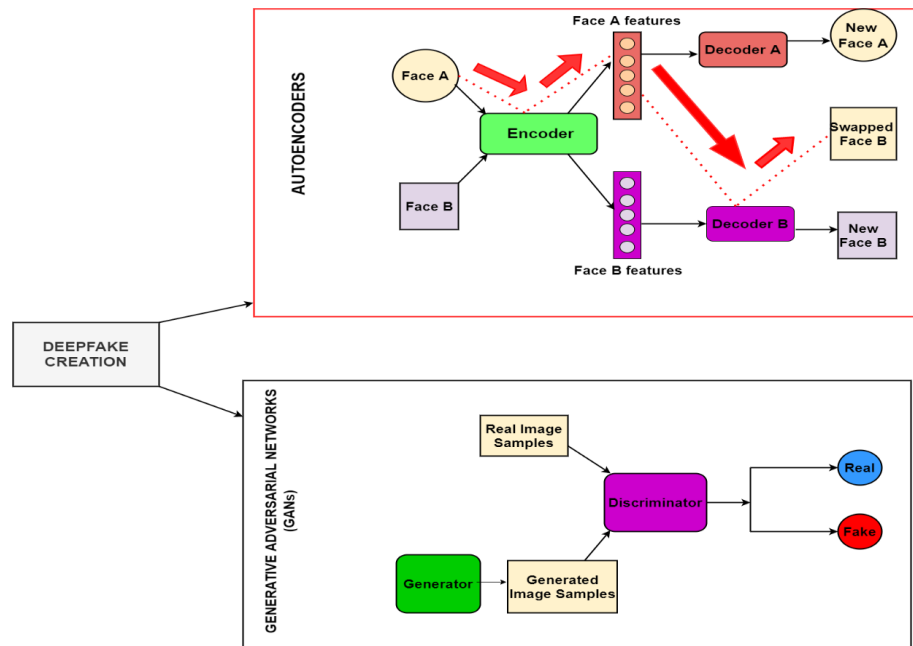 DEEPFAKE
CREATION
AUTOENCODERS
Face A features
Face A
Encoder
Face B
Face B features
Decoder A
New
Face A
Swapped
Face B
Decoder B
New
Face B
GENERATIVE ADVERSARIAL NETWORKS
(GANs)
Real Image
Samples
Discriminator
Generator
Generated
Image Samples
Real
Fake